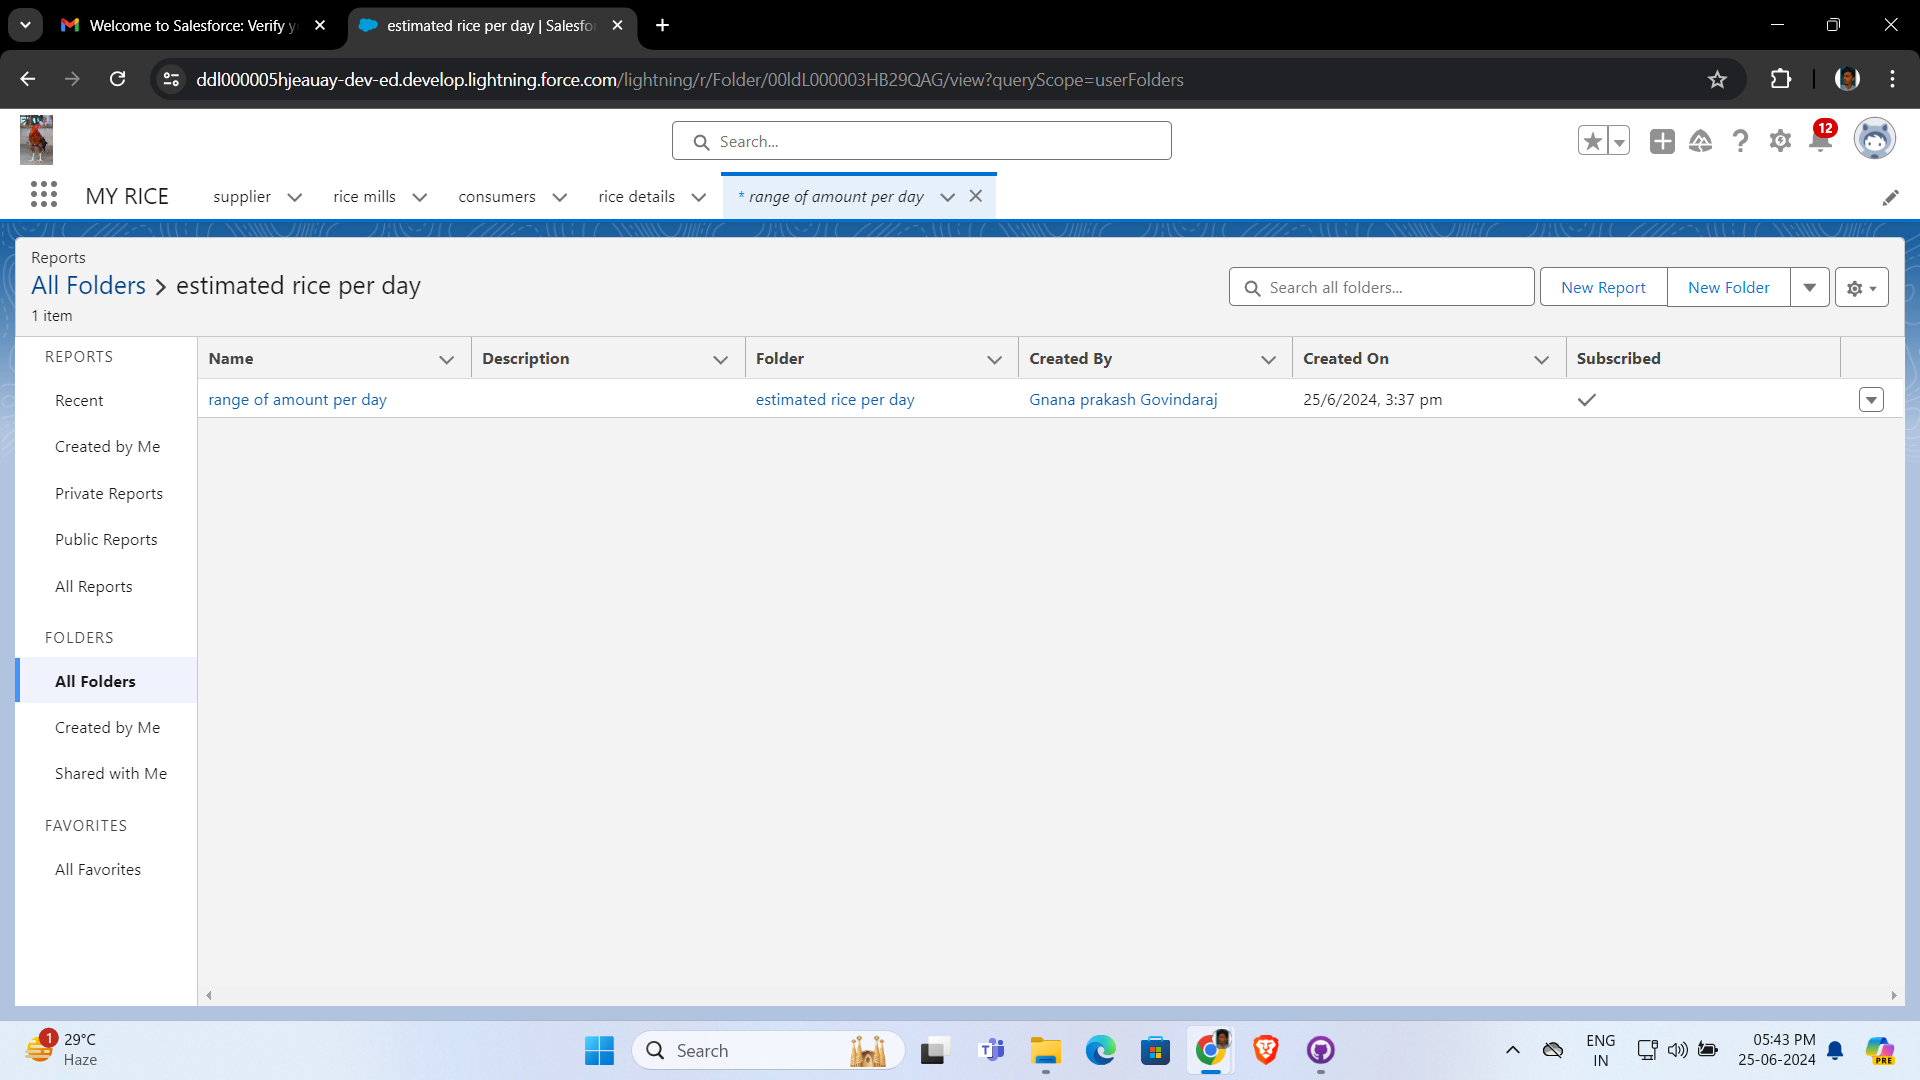 Welcome to Salesforce: Verify y
estimated rice per day | Salesfo
ddl000005hjeauay-dev-ed.develop.lightning.force.com/lightning/r/Folder/00ldL000003HB29QAG/view?queryScope=userFolders
Search...
12
MY RICE
supplier
rice mills
consumers
rice details
* range of amount per day
Reports
All Folders > estimated rice per day
1 item
Search all folders...
New Report
New Folder
REPORTS
Recent
Created by Me
Private Reports
Public Reports
All Reports
FOLDERS
All Folders
Created by Me
Shared with Me
FAVORITES
All Favorites
Name Description Folder Created By Created On Subscribed
range of amount per day estimated rice per day Gnana prakash Govindaraj 25/6/2024, 3:37 pm
1
29°C
Haze
Search
ENG
IN
05:43 PM
25-06-2024
PRE